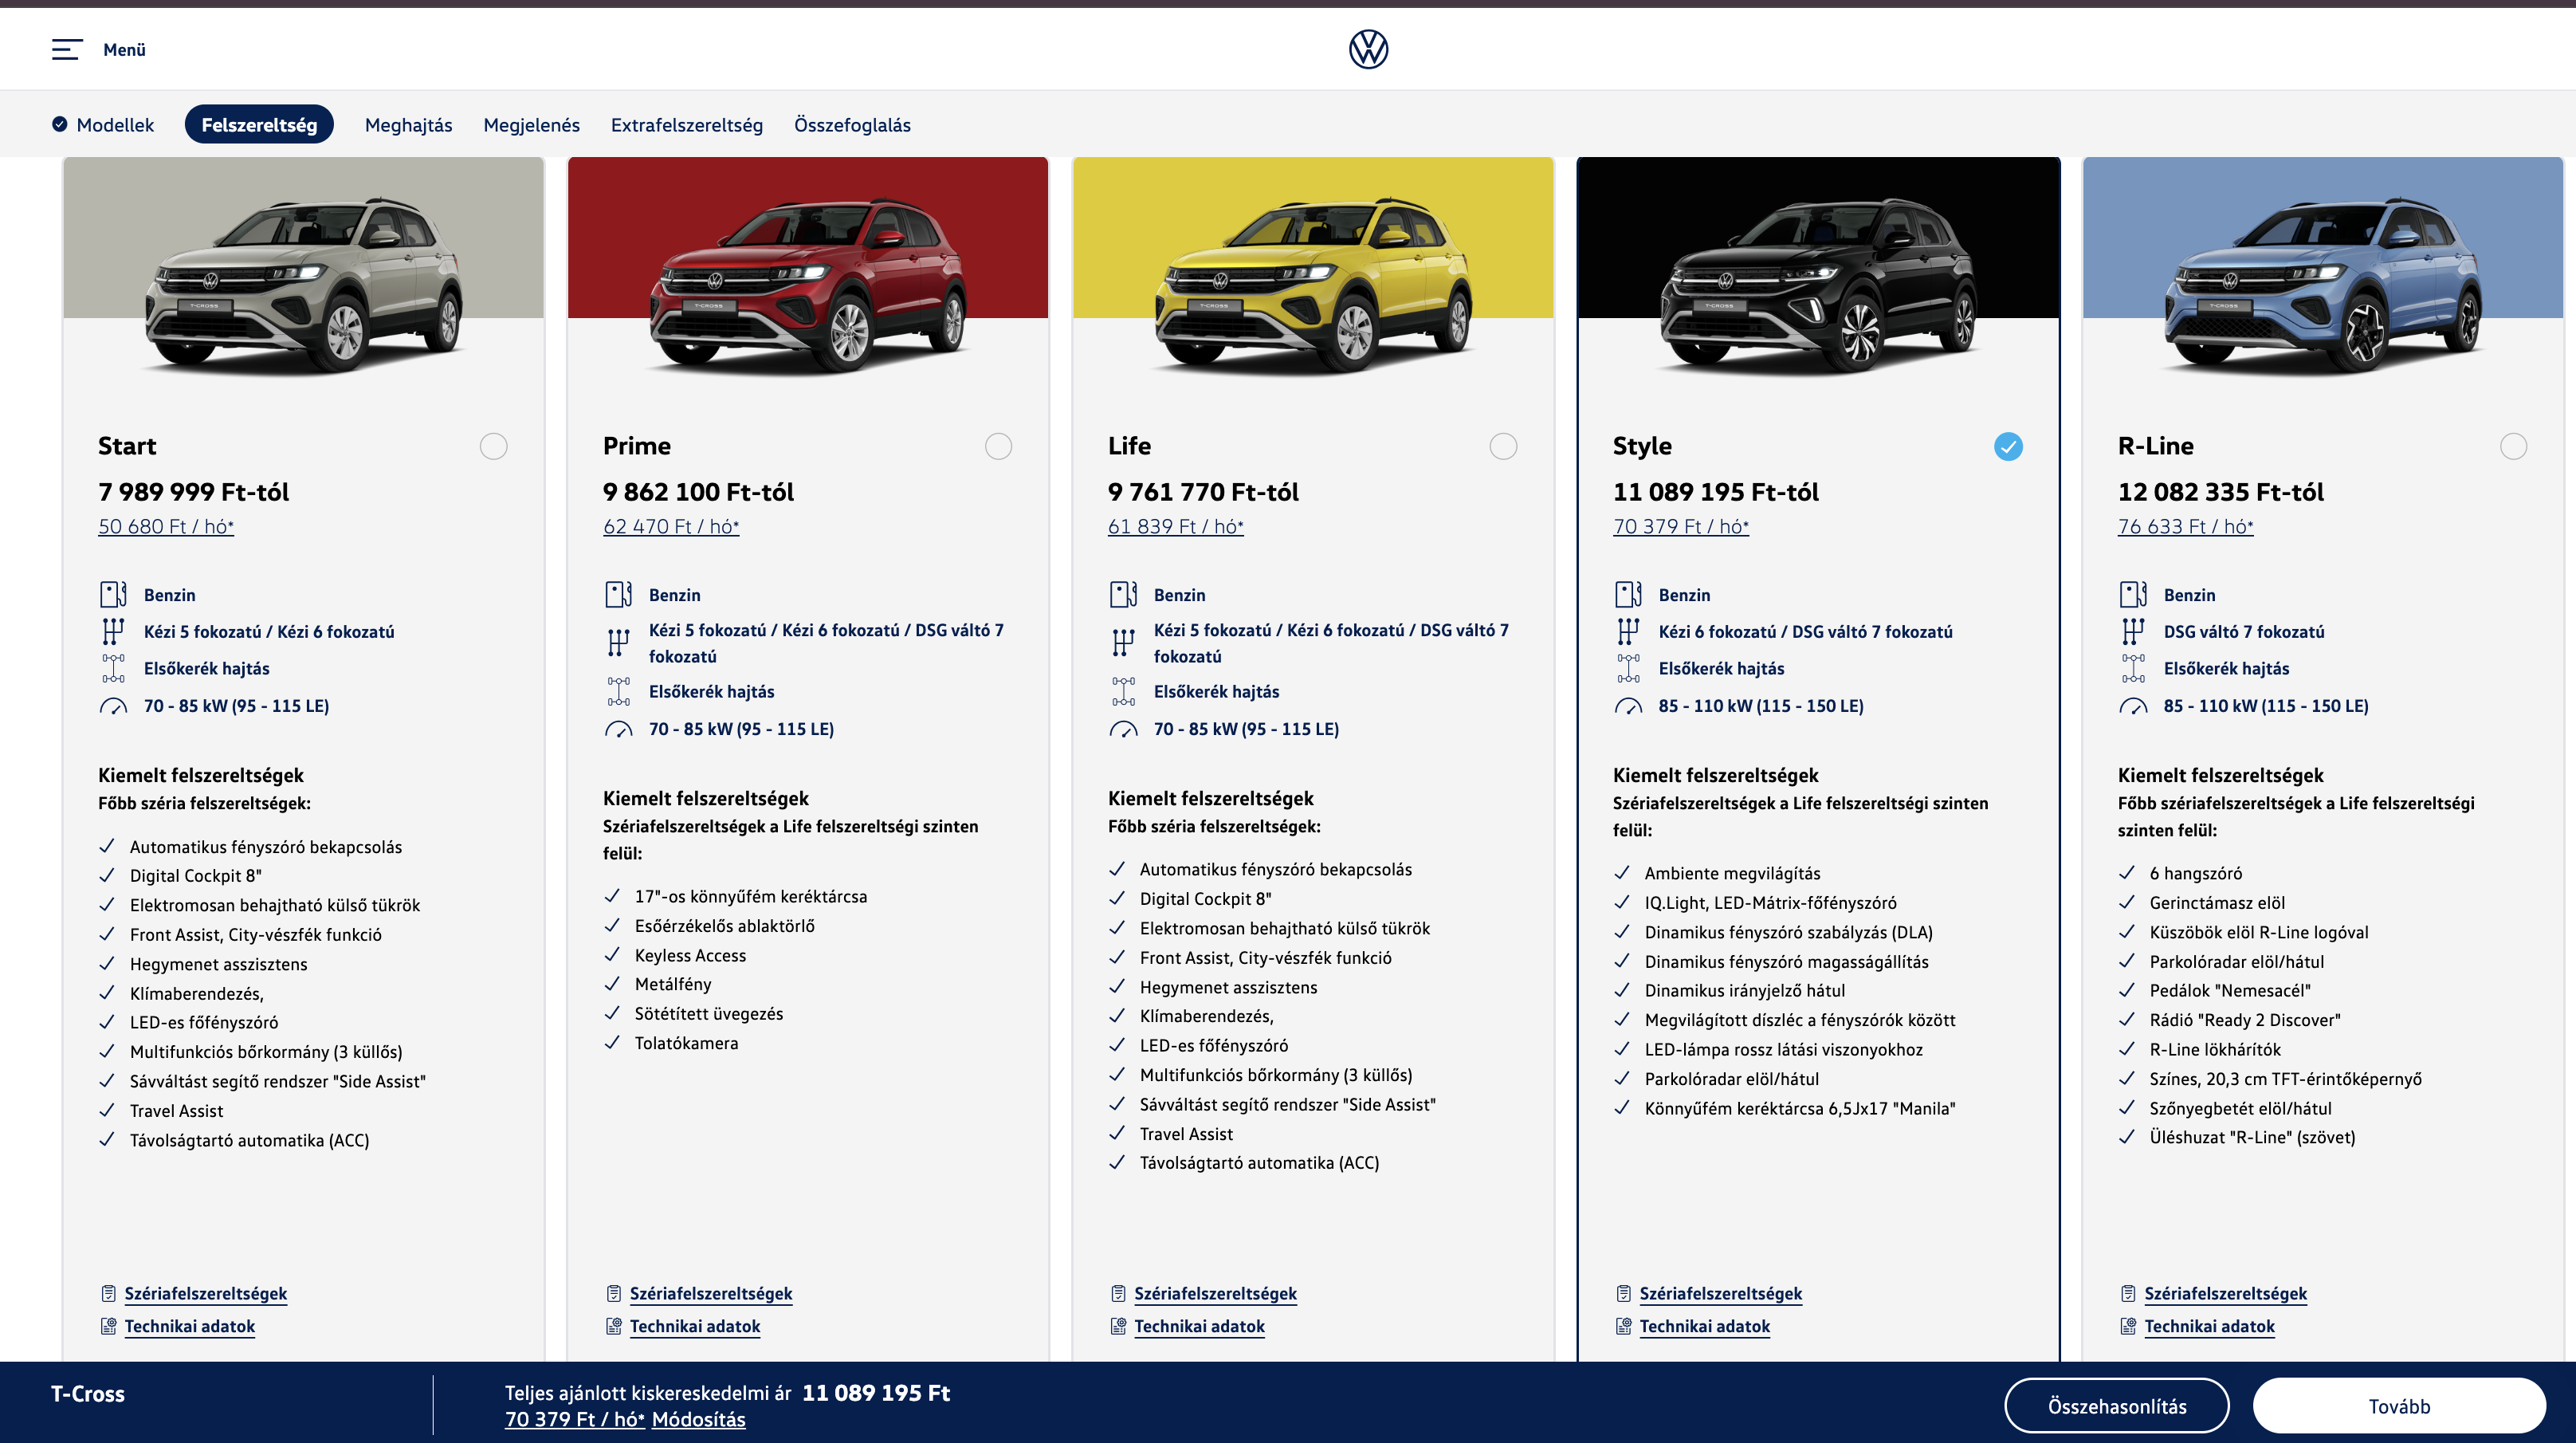 Menü
Modellek
Felszereltség
Meghajtás
Megjelenés
Extrafelszereltség
Összefoglalás
T-CROSS
Start
7 989 999 Ft-tól
50 680 Ft / hó*
Benzin
Kézi 5 fokozatú / Kézi 6 fokozatú
Elsőkerék hajtás
70 - 85 kW (95 - 115 LE)
Kiemelt felszereltségek
Főbb széria felszereltségek:
Automatikus fényszóró bekapcsolás
Digital Cockpit 8"
Elektromosan behajtható külső tükrök
Front Assist, City-vészfék funkció
Hegymenet asszisztens
Klímaberendezés,
LED-es főfényszóró
Multifunkciós bőrkormány (3 küllős)
Sávváltást segítő rendszer "Side Assist"
Travel Assist
Távolságtartó automatika (ACC)
Szériafelszereltségek
Technikai adatok
T-CROSS
Prime
9 862 100 Ft-tól
62 470 Ft / hó*
Benzin
Kézi 5 fokozatú / Kézi 6 fokozatú / DSG váltó 7
fokozatú
Elsőkerék hajtás
70 - 85 kW (95 - 115 LE)
Kiemelt felszereltségek
Szériafelszereltségek a Life felszereltségi szinten
felül:
17"-os könnyűfém keréktárcsa
Esőérzékelős ablaktörlő
Keyless Access
Metálfény
Sötétített üvegezés
Tolatókamera
Szériafelszereltségek
Technikai adatok
T-CROSS
Life
9 761 770 Ft-tól
61 839 Ft / hó*
Benzin
Kézi 5 fokozatú / Kézi 6 fokozatú / DSG váltó 7
fokozatú
Elsőkerék hajtás
70 - 85 kW (95 - 115 LE)
Kiemelt felszereltségek
Főbb széria felszereltségek:
Automatikus fényszóró bekapcsolás
Digital Cockpit 8"
Elektromosan behajtható külső tükrök
Front Assist, City-vészfék funkció
Hegymenet asszisztens
Klímaberendezés,
LED-es főfényszóró
Multifunkciós bőrkormány (3 küllős)
Sávváltást segítő rendszer "Side Assist"
Travel Assist
Távolságtartó automatika (ACC)
Szériafelszereltségek
Technikai adatok
T-CROSS
Style
11 089 195 Ft-tól
70 379 Ft / hó*
Benzin
Kézi 6 fokozatú / DSG váltó 7 fokozatú
Elsőkerék hajtás
85 - 110 kW (115 - 150 LE)
Kiemelt felszereltségek
Szériafelszereltségek a Life felszereltségi szinten
felül:
Ambiente megvilágítás
IQ.Light, LED-Mátrix-főfényszóró
Dinamikus fényszóró szabályzás (DLA)
Dinamikus fényszóró magasságállítás
Dinamikus irányjelző hátul
Megvilágított díszléc a fényszórók között
LED-lámpa rossz látási viszonyokhoz
Parkolóradar elöl/hátul
Könnyűfém keréktárcsa 6,5Jx17 "Manila"
Szériafelszereltségek
Technikai adatok
T-CROSS
R-Line
12 082 335 Ft-tól
76 633 Ft / hó*
Benzin
DSG váltó 7 fokozatú
Elsőkerék hajtás
85 - 110 kW (115 - 150 LE)
Kiemelt felszereltségek
Főbb szériafelszereltségek a Life felszereltségi
szinten felül:
6 hangszóró
Gerinctámasz elöl
Küszöbök elöl R-Line logóval
Parkolóradar elöl/hátul
Pedálok "Nemesacél"
Rádió "Ready 2 Discover"
R-Line lökhárítók
Színes, 20,3 cm TFT-érintőképernyő
Szőnyegbetét elöl/hátul
Üléshuzat "R-Line" (szövet)
Szériafelszereltségek
Technikai adatok
T-Cross
Teljes ajánlott kiskereskedelmi ár 11 089 195 Ft
70 379 Ft / hó* Módosítás
Összehasonlítás
Tovább